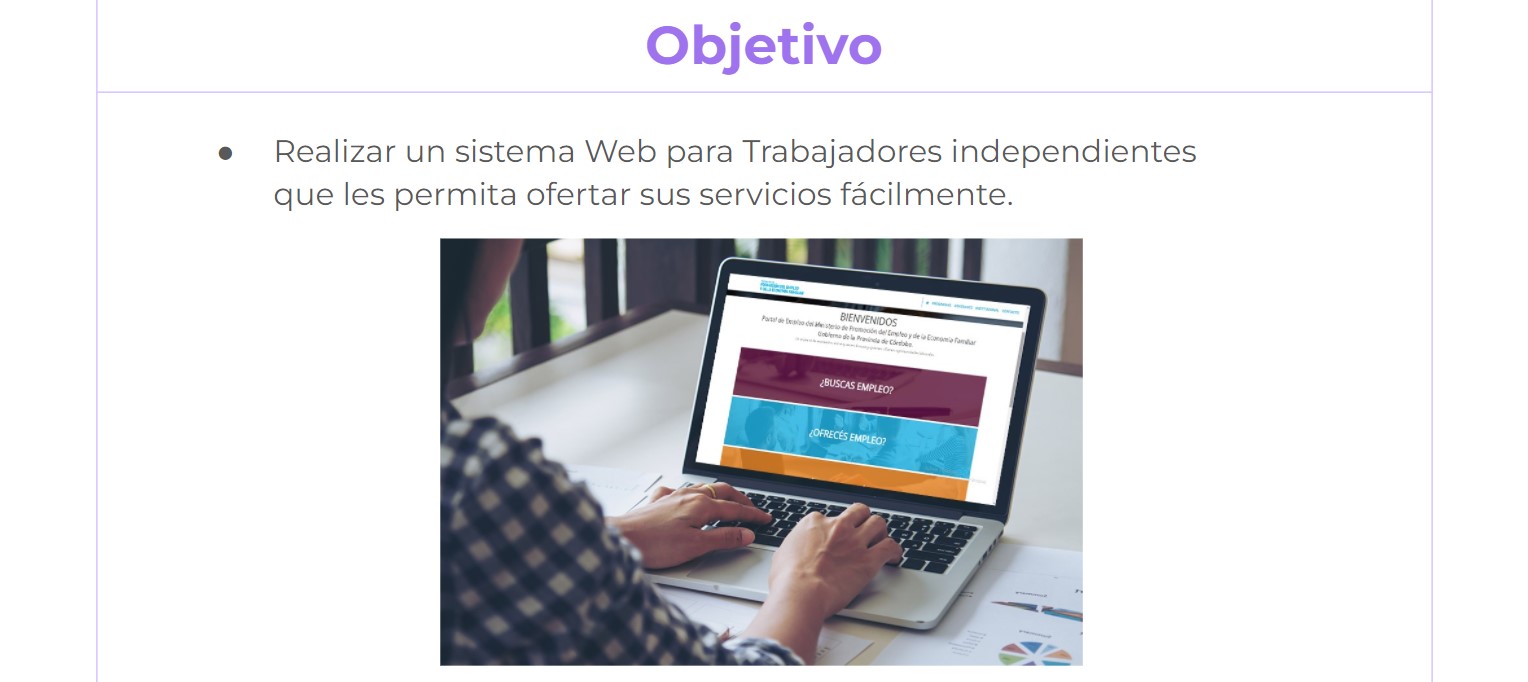 Objetivo
● Realizar un sistema Web para Trabajadores independientes
que les permita ofertar sus servicios fácilmente.
BIENVENIDOS
Portal de Empleo del Ministerio de Promoción del Empleo y de la Economía Familiar
Gobierno de la Provincia de Córdoba.
¿BUSCAS EMPLEO?
¿OFRECÉS EMPLEO?